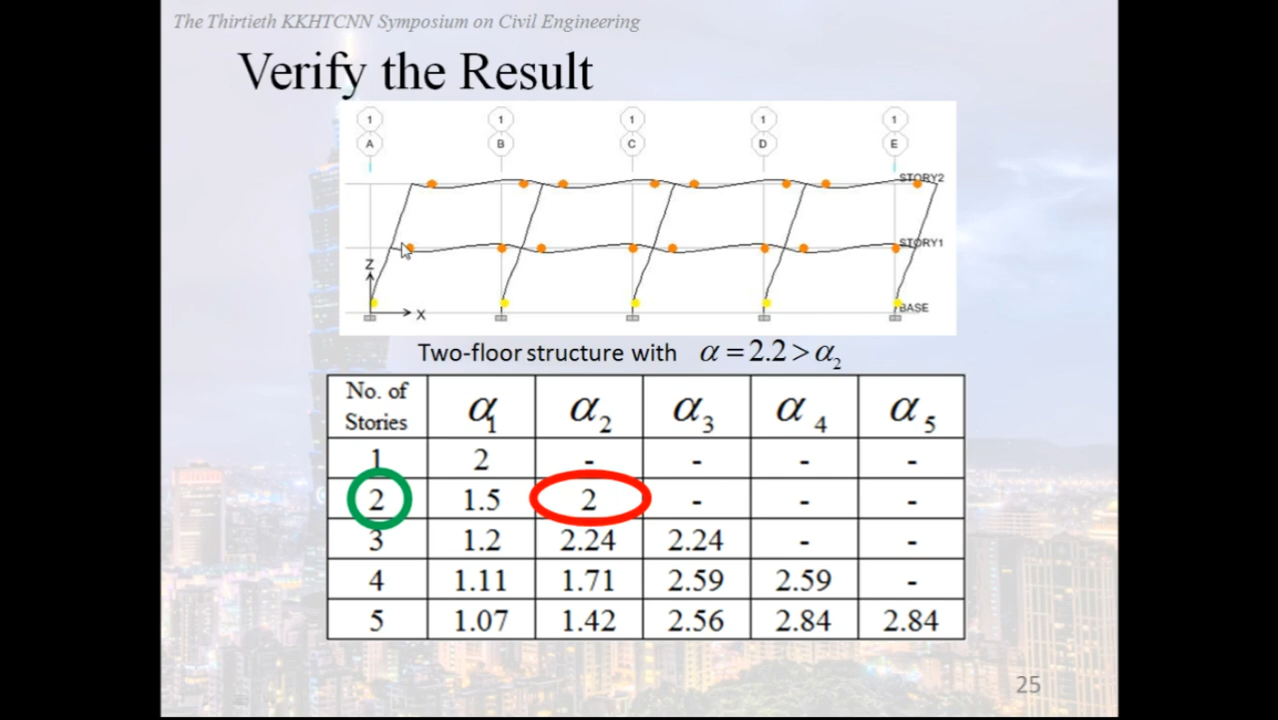 The Thirtieth KKHTCNN Symposium on Civil Engineering
Verify the Result
1 1 1 1 1
A B C D E
STORY2
STORY1
Z
X
BASE
Two-floor structure with α = 2.2 > α₂
No. of Stories α₁ α₂ α₃ α₄ α₅
1 2 - - - -
2 1.5 2 - - -
3 1.2 2.24 2.24 - -
4 1.11 1.71 2.59 2.59 -
5 1.07 1.42 2.56 2.84 2.84
25